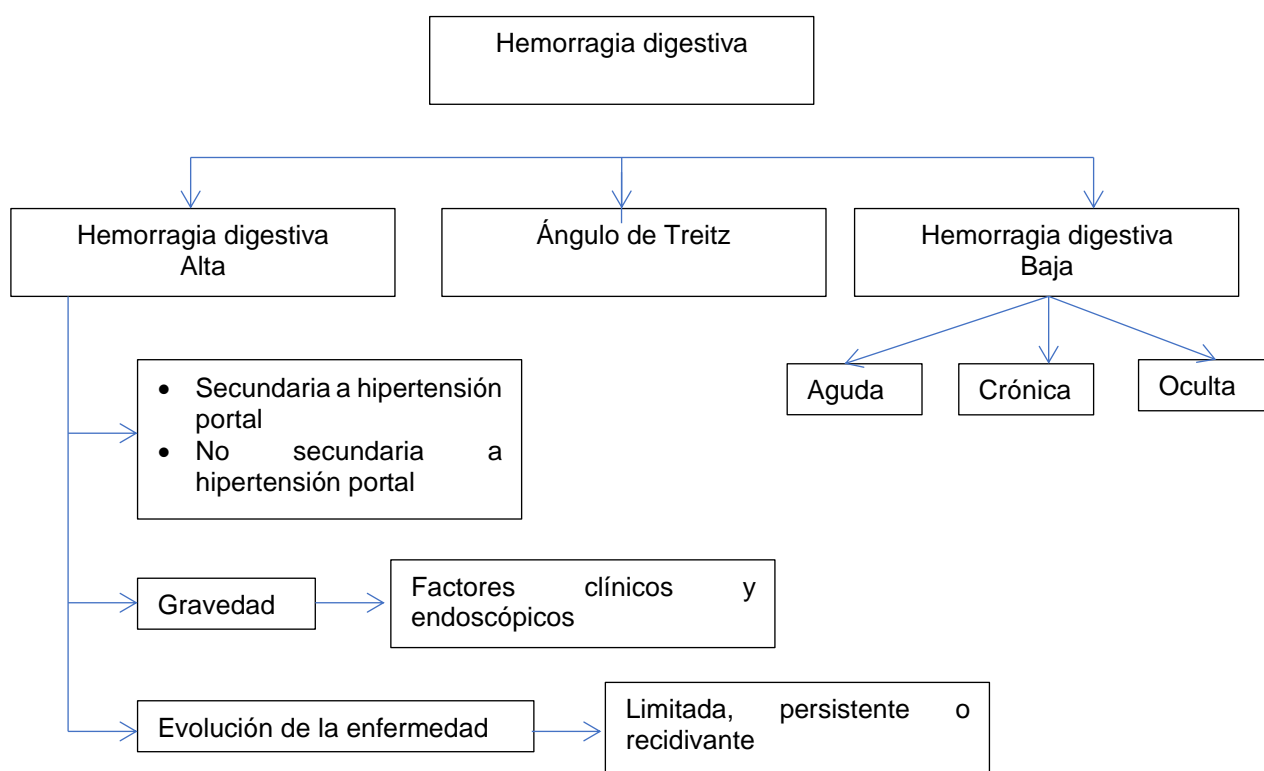 Hemorragia digestiva
Hemorragia digestiva
Alta
Ángulo de Treitz
Hemorragia digestiva
Baja
• Secundaria a hipertensión
portal
• No secundaria a
hipertensión portal
Aguda
Crónica
Oculta
Gravedad
Factores clínicos y
endoscópicos
Evolución de la enfermedad
Limitada, persistente o
recidivante